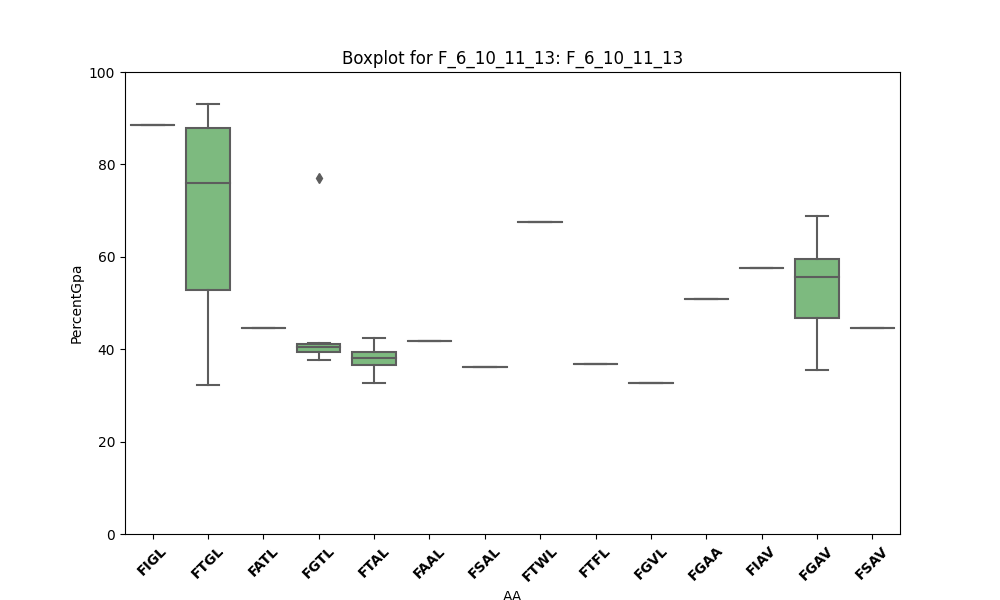 Boxplot for F_6_10_11_13: F_6_10_11_13
100
80
60
40
20
0
PercentGpa
FIGL
FTGL
FATL
FGTL
FTAL
FAAL
FSAL
FTWL
FTFL
FGVL
FGAA
FIAV
FGAV
FSAV
AA